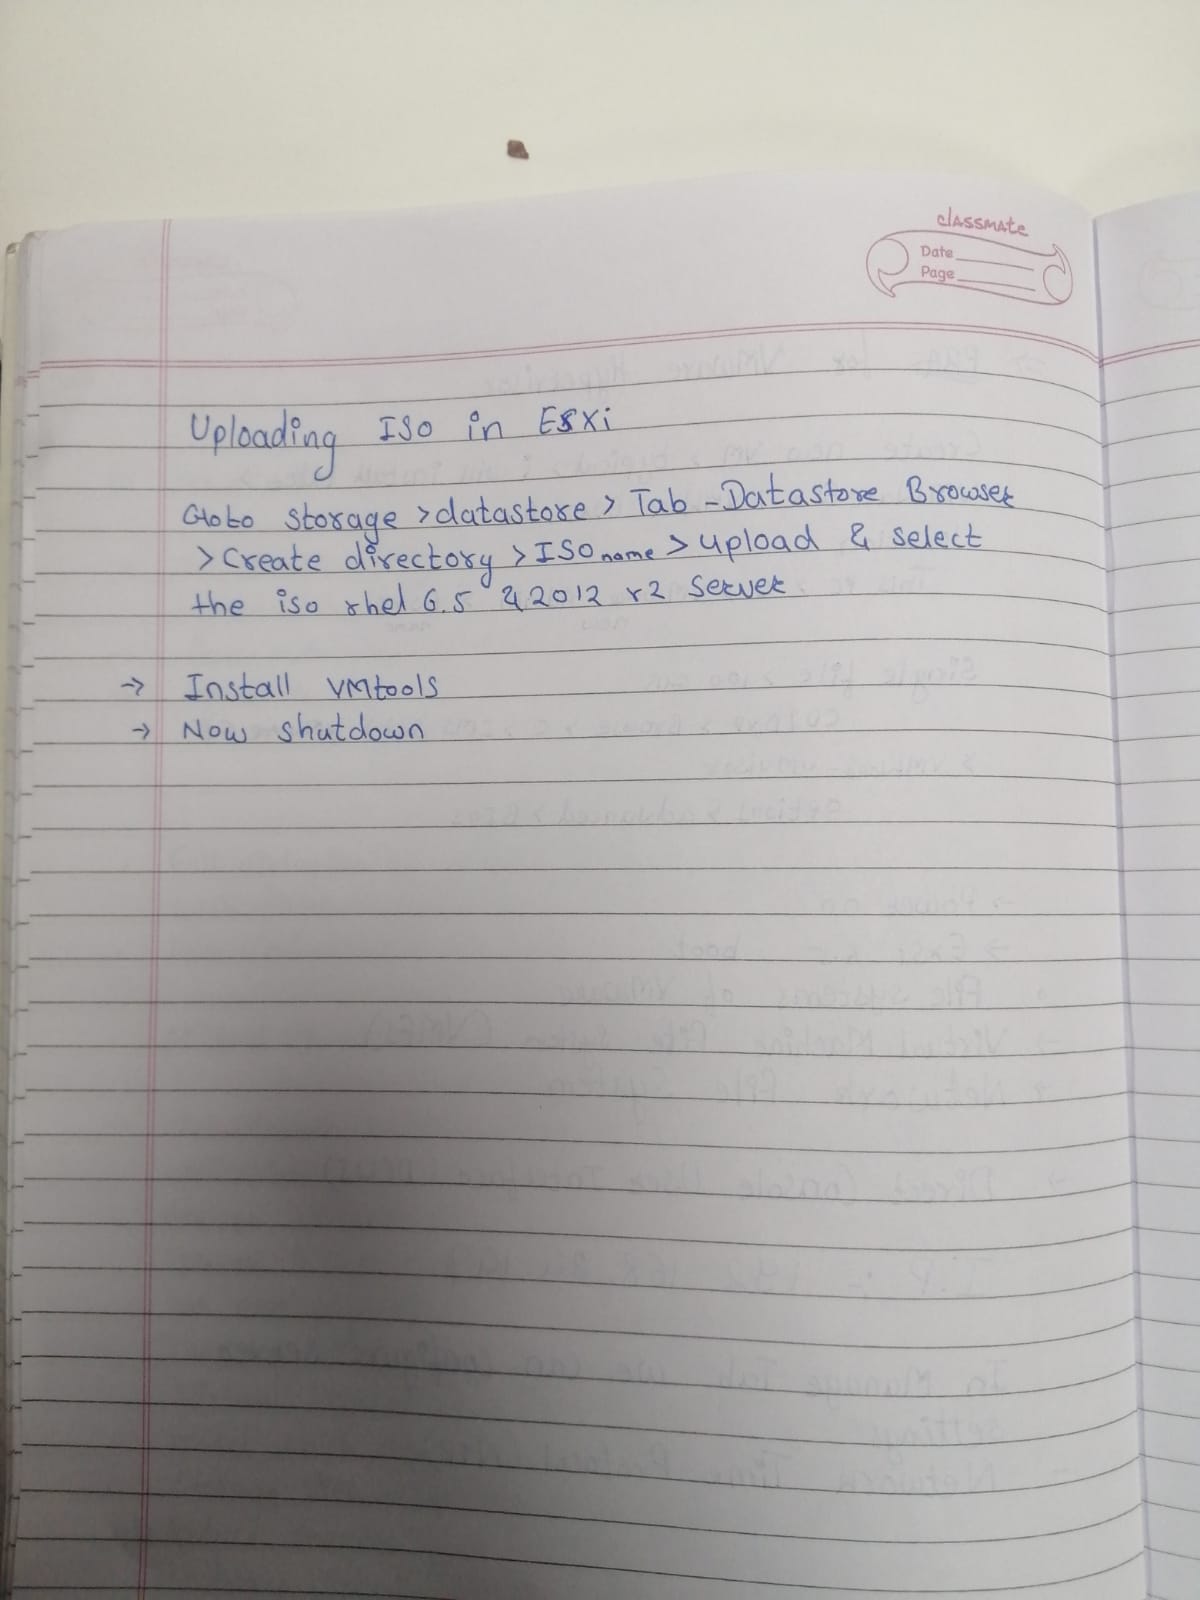 classmate
Date
Page
Uploading ISO in ESXi
Goto Storage > datastore > Tab - Datastore Browser
> Create directory > ISO name > upload & select
the iso rhel 6.5 & 2012 r2 Server
→ Install VMtools
→ Now shutdown